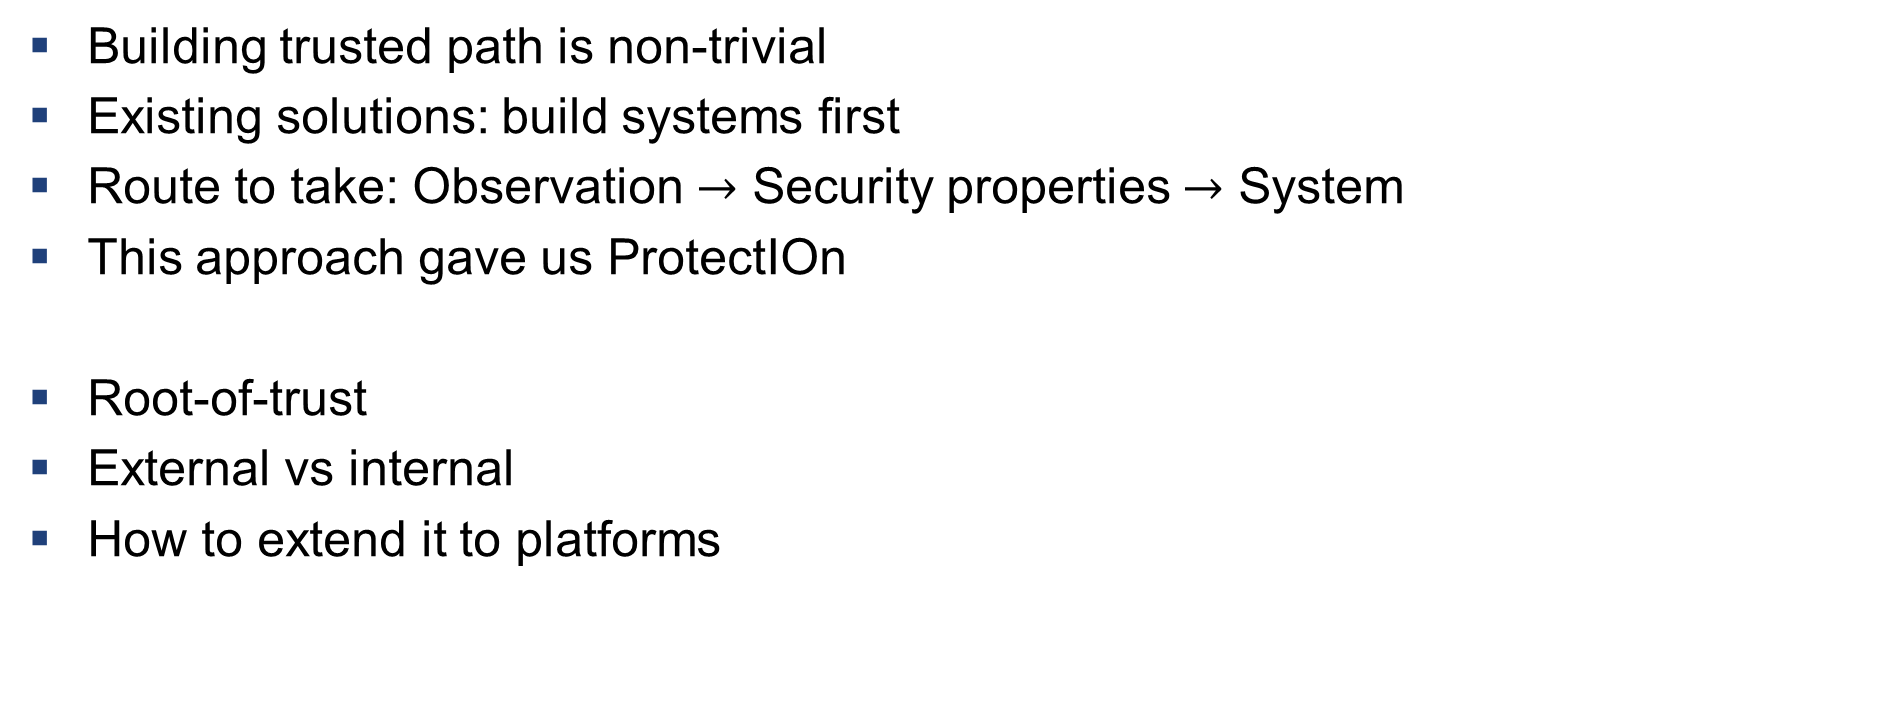 ▪ Building trusted path is non-trivial
▪ Existing solutions: build systems first
▪ Route to take: Observation → Security properties → System
▪ This approach gave us ProtectIOn
▪ Root-of-trust
▪ External vs internal
▪ How to extend it to platforms